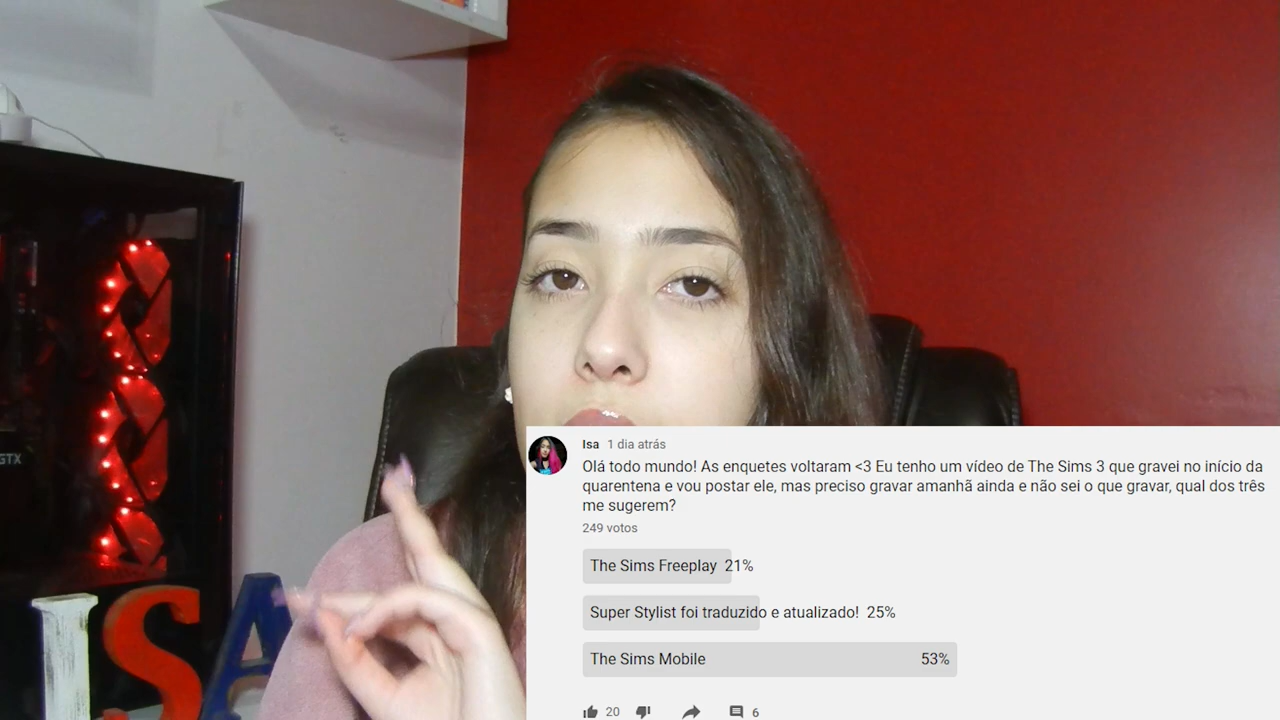 GTX
ISA
Isa 1 dia atrás
Olá todo mundo! As enquetes voltaram <3 Eu tenho um vídeo de The Sims 3 que gravei no início da
quarentena e vou postar ele, mas preciso gravar amanhã ainda e não sei o que gravar, qual dos três
me sugerem?
249 votos
The Sims Freeplay 21%
Super Stylist foi traduzido e atualizado! 25%
The Sims Mobile 53%
20 6